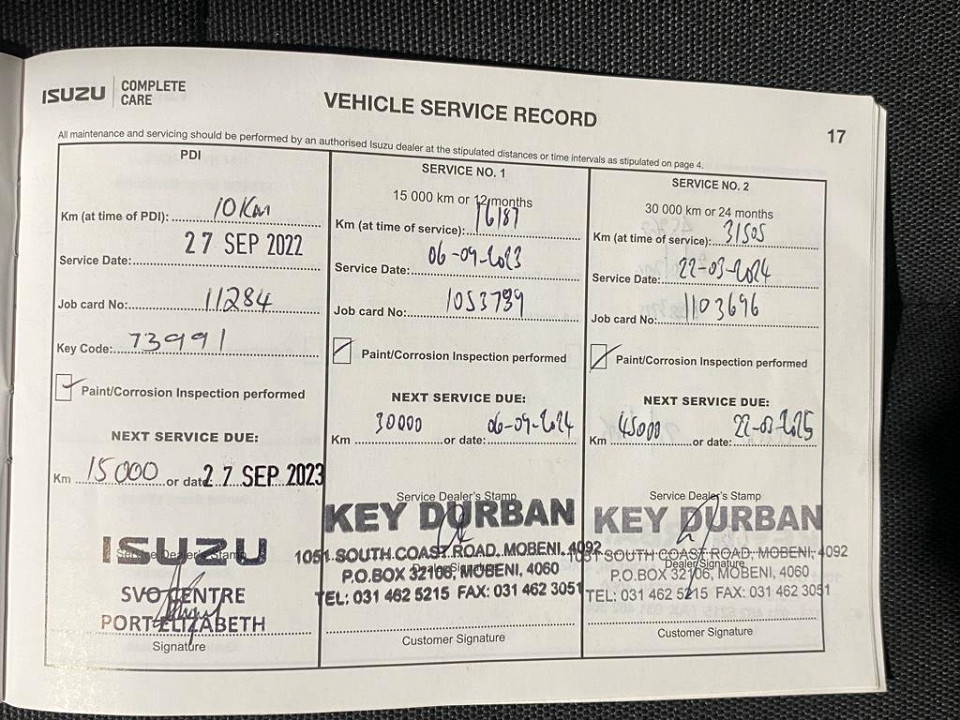 ISUZU COMPLETE CARE
VEHICLE SERVICE RECORD
17
All maintenance and servicing should be performed by an authorised Isuzu dealer at the stipulated distances or time intervals as stipulated on page 4.
PDI
Km (at time of PDI): 10Km
Service Date: 27 SEP 2022
Job card No: 11284
Key Code: 73991
Paint/Corrosion Inspection performed
NEXT SERVICE DUE:
Km 15000 or date 27 SEP 2023
Service Dealer's Stamp
ISUZU
SVO CENTRE
PORT ELIZABETH
Signature
SERVICE NO. 1
15 000 km or 12 months
Km (at time of service): 16187
Service Date: 06-09-2023
Job card No:
Paint/Corrosion Inspection performed
NEXT SERVICE DUE:
Km 30000 or date: 06-09-2024
Service Dealer's Stamp
KEY DURBAN
1051 SOUTH COAST ROAD, MOBENI, 4092
Dealer Signature
P.O.BOX 32106, MOBENI, 4060
TEL: 031 462 5215 FAX: 031 462 3051
Customer Signature
SERVICE NO. 2
30 000 km or 24 months
Km (at time of service): 31505
Service Date: 22-03-2024
Job card No: 1103696
Paint/Corrosion Inspection performed
NEXT SERVICE DUE:
Km 45000 or date: 22-03-2025
Service Dealer's Stamp
KEY DURBAN
1051 SOUTH COAST ROAD, MOBENI, 4092
Dealer Signature
P.O.BOX 32106, MOBENI, 4060
TEL: 031 462 5215 FAX: 031 462 3051
Customer Signature